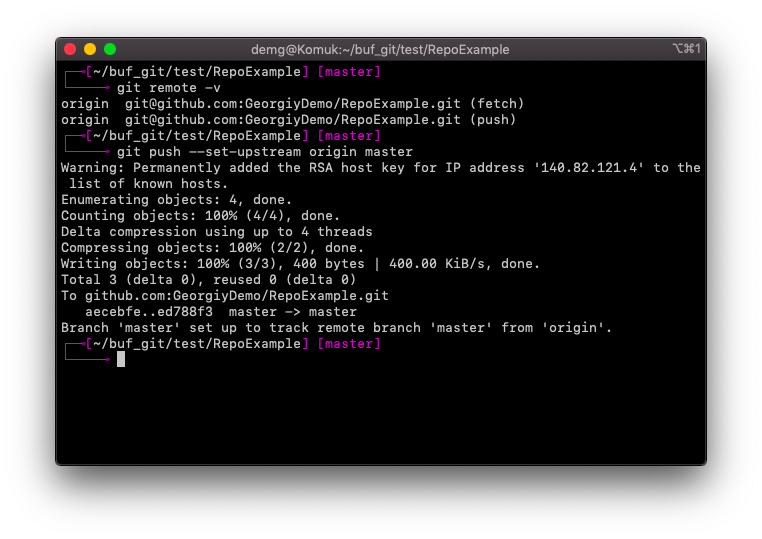 demg@Komuk:~/buf_git/test/RepoExample ⌥⌘1
[~/buf_git/test/RepoExample] [master]
git remote -v
origin  git@github.com:GeorgiyDemo/RepoExample.git (fetch)
origin  git@github.com:GeorgiyDemo/RepoExample.git (push)
[~/buf_git/test/RepoExample] [master]
git push --set-upstream origin master
Warning: Permanently added the RSA host key for IP address '140.82.121.4' to the
 list of known hosts.
Enumerating objects: 4, done.
Counting objects: 100% (4/4), done.
Delta compression using up to 4 threads
Compressing objects: 100% (2/2), done.
Writing objects: 100% (3/3), 400 bytes | 400.00 KiB/s, done.
Total 3 (delta 0), reused 0 (delta 0)
To github.com:GeorgiyDemo/RepoExample.git
   aecebfe..ed788f3  master -> master
Branch 'master' set up to track remote branch 'master' from 'origin'.
[~/buf_git/test/RepoExample] [master]